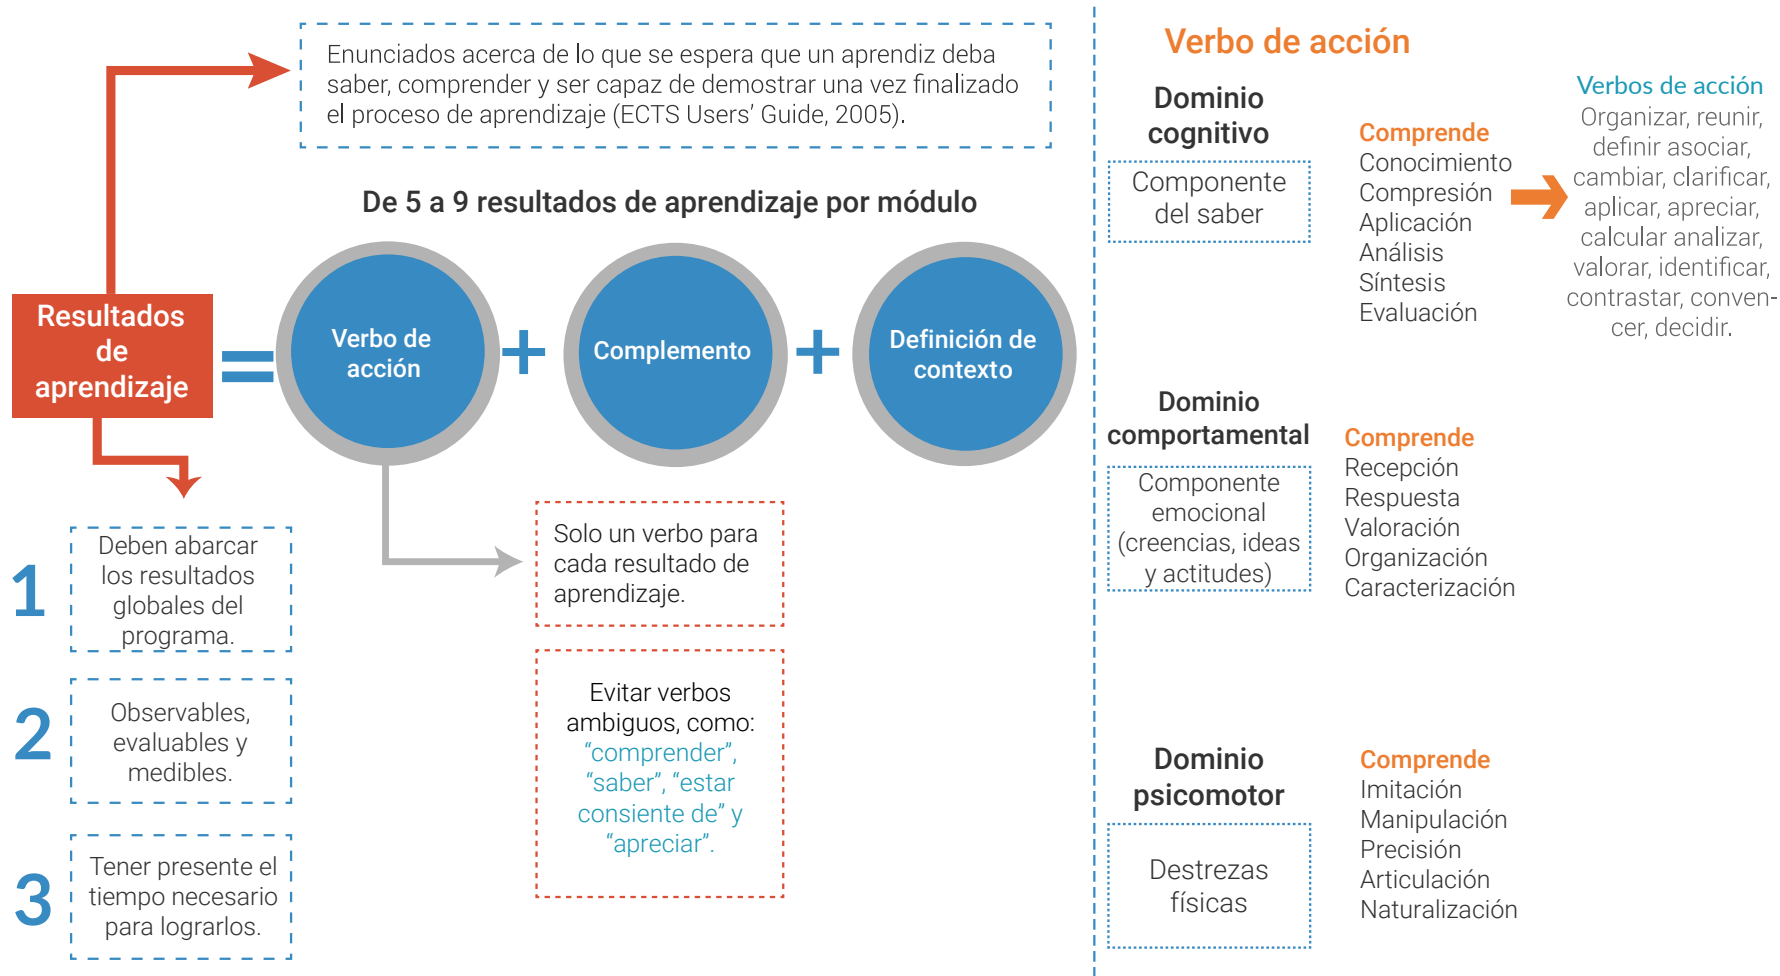 Enunciados acerca de lo que se espera que un aprendiz deba
saber, comprender y ser capaz de demostrar una vez finalizado
el proceso de aprendizaje (ECTS Users’ Guide, 2005).
De 5 a 9 resultados de aprendizaje por módulo
Resultados
de
aprendizaje
=
Verbo de
acción
+
Complemento
+
Definición de
contexto
1
Deben abarcar
los resultados
globales del
programa.
2
Observables,
evaluables y
medibles.
3
Tener presente el
tiempo necesario
para lograrlos.
Solo un verbo para
cada resultado de
aprendizaje.
Evitar verbos
ambiguos, como:
“comprender”,
“saber”, “estar
consiente de” y
“apreciar”.
Verbo de acción
Dominio
cognitivo
Componente
del saber
Comprende
Conocimiento
Compresión
Aplicación
Análisis
Síntesis
Evaluación
Verbos de acción
Organizar, reunir,
definir asociar,
cambiar, clarificar,
aplicar, apreciar,
calcular analizar,
valorar, identificar,
contrastar, conven-
cer, decidir.
Dominio
comportamental
Componente
emocional
(creencias, ideas
y actitudes)
Comprende
Recepción
Respuesta
Valoración
Organización
Caracterización
Dominio
psicomotor
Destrezas
físicas
Comprende
Imitación
Manipulación
Precisión
Articulación
Naturalización